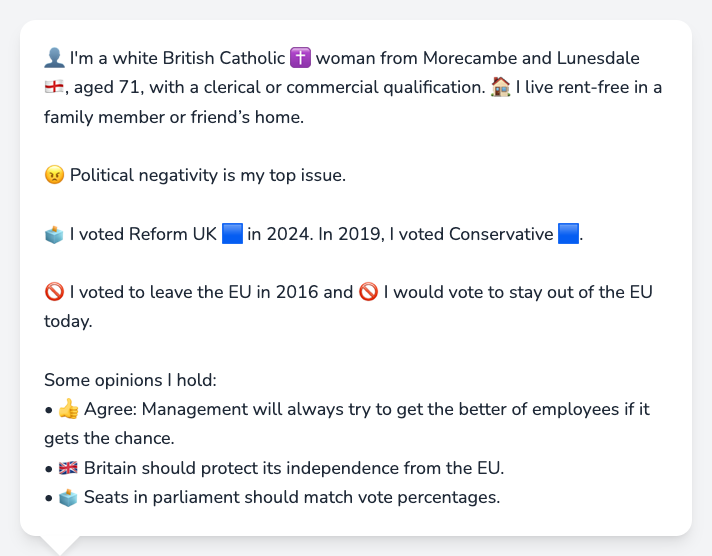 👤 I'm a white British Catholic ✝️ woman from Morecambe and Lunesdale
🏴󠁧󠁢󠁥󠁮󠁧󠁿, aged 71, with a clerical or commercial qualification. 🏠 I live rent-free in a
family member or friend’s home.
😠 Political negativity is my top issue.
🗳️ I voted Reform UK 🟦 in 2024. In 2019, I voted Conservative 🟦.
🚫 I voted to leave the EU in 2016 and 🚫 I would vote to stay out of the EU
today.
Some opinions I hold:
• 👍 Agree: Management will always try to get the better of employees if it
gets the chance.
• 🇬🇧 Britain should protect its independence from the EU.
• 🗳️ Seats in parliament should match vote percentages.